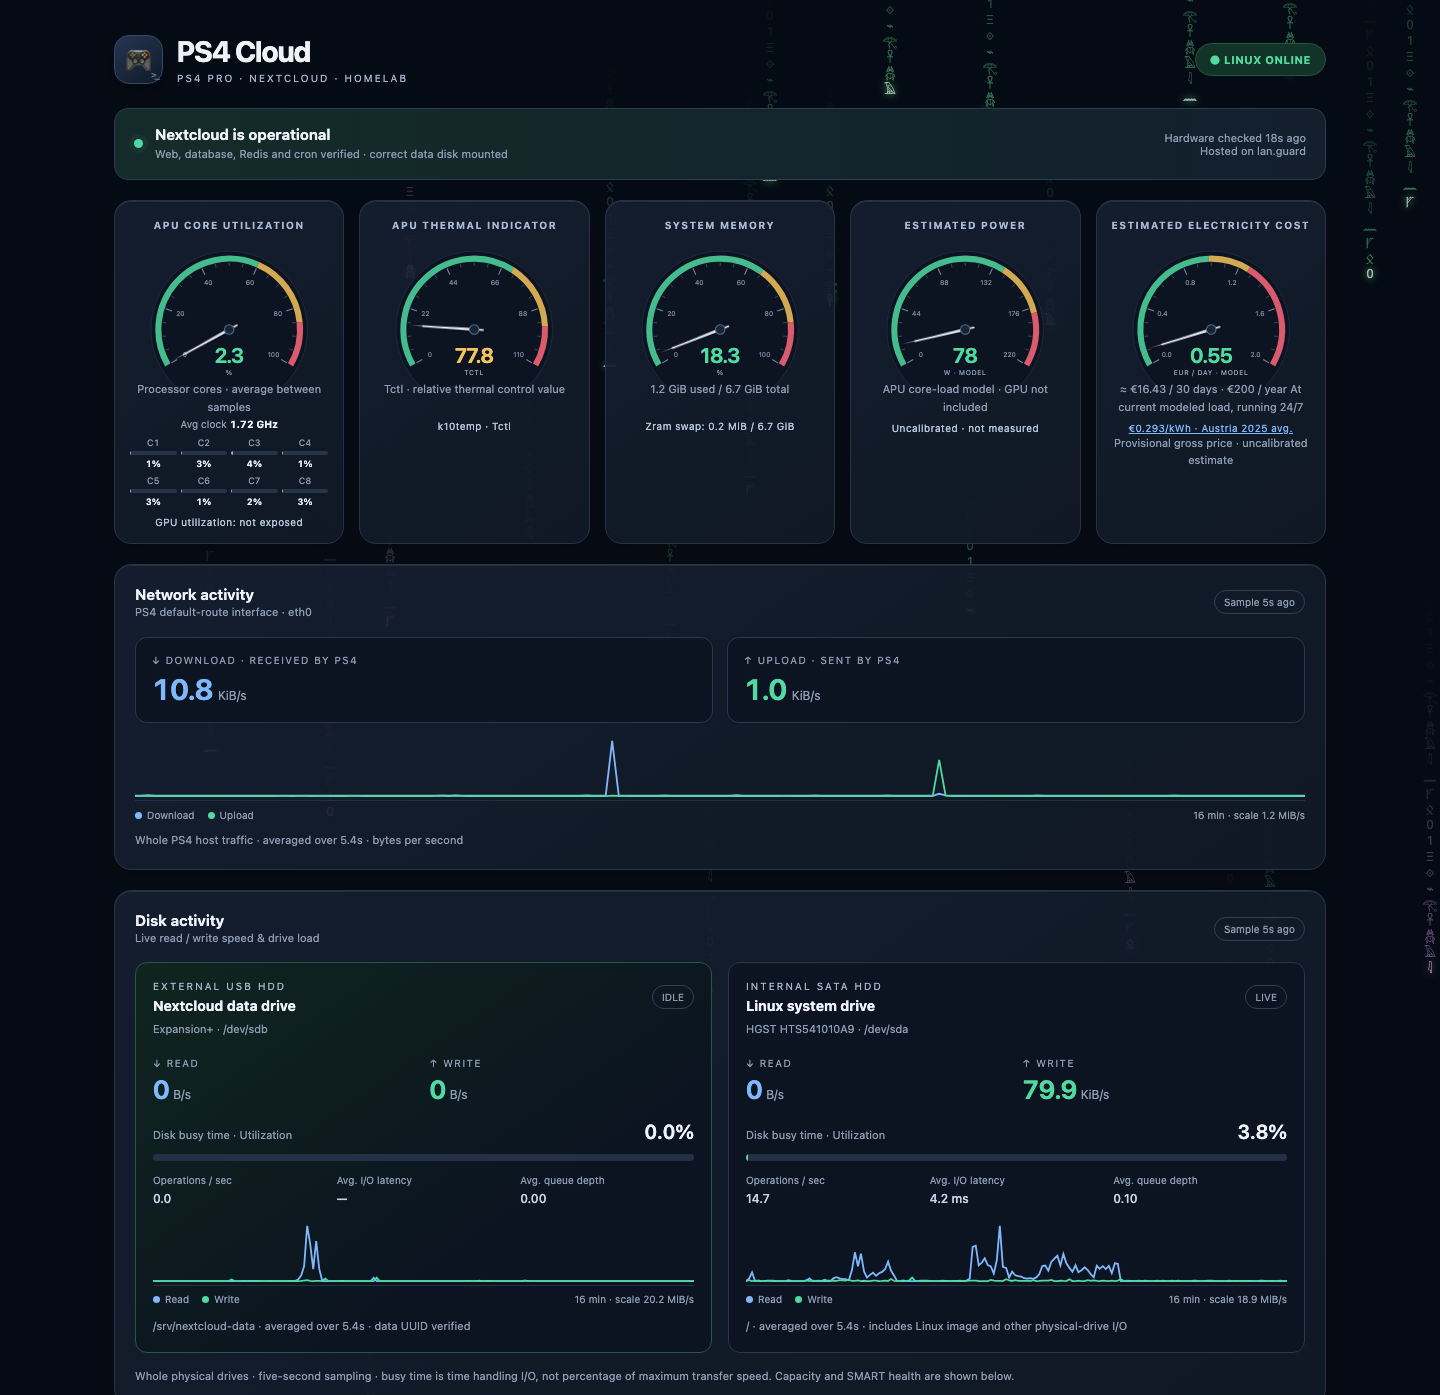 PS4 Cloud
PS4 PRO · NEXTCLOUD · HOMELAB
LINUX ONLINE
Nextcloud is operational
Web, database, Redis and cron verified · correct data disk mounted
Hardware checked 18s ago
Hosted on lan.guard
APU CORE UTILIZATION
0 20 40 60 80 100
2.3
%
Processor cores · average between
samples
Avg clock 1.72 GHz
C1 C2 C3 C4
1% 3% 4% 1%
C5 C6 C7 C8
3% 1% 2% 3%
GPU utilization: not exposed
APU THERMAL INDICATOR
0 22 44 66 88 110
77.8
TCTL
Tctl · relative thermal control value
k10temp · Tctl
SYSTEM MEMORY
0 20 40 60 80 100
18.3
%
1.2 GiB used / 6.7 GiB total
Zram swap: 0.2 MiB / 6.7 GiB
ESTIMATED POWER
0 44 88 132 176 220
78
W · MODEL
APU core-load model · GPU not
included
Uncalibrated · not measured
ESTIMATED ELECTRICITY COST
0.0 0.4 0.8 1.2 1.6 2.0
0.55
EUR / DAY · MODEL
≈ €16.43 / 30 days · €200 / year At
current modeled load, running 24/7
€0.293/kWh · Austria 2025 avg.
Provisional gross price · uncalibrated
estimate
Network activity
PS4 default-route interface · eth0
Sample 5s ago
↓ DOWNLOAD · RECEIVED BY PS4
10.8 KiB/s
↑ UPLOAD · SENT BY PS4
1.0 KiB/s
Download Upload
16 min · scale 1.2 MiB/s
Whole PS4 host traffic · averaged over 5.4s · bytes per second
Disk activity
Live read / write speed & drive load
Sample 5s ago
EXTERNAL USB HDD
Nextcloud data drive
IDLE
Expansion+ · /dev/sdb
↓ READ ↑ WRITE
0 B/s 0 B/s
Disk busy time · Utilization 0.0%
Operations / sec Avg. I/O latency Avg. queue depth
0.0 — 0.00
Read Write
16 min · scale 20.2 MiB/s
/srv/nextcloud-data · averaged over 5.4s · data UUID verified
INTERNAL SATA HDD
Linux system drive
LIVE
HGST HTS541010A9 · /dev/sda
↓ READ ↑ WRITE
0 B/s 79.9 KiB/s
Disk busy time · Utilization 3.8%
Operations / sec Avg. I/O latency Avg. queue depth
14.7 4.2 ms 0.10
Read Write
16 min · scale 18.9 MiB/s
/ · averaged over 5.4s · includes Linux image and other physical-drive I/O
Whole physical drives · five-second sampling · busy time is time handling I/O, not percentage of maximum transfer speed. Capacity and SMART health are shown below.